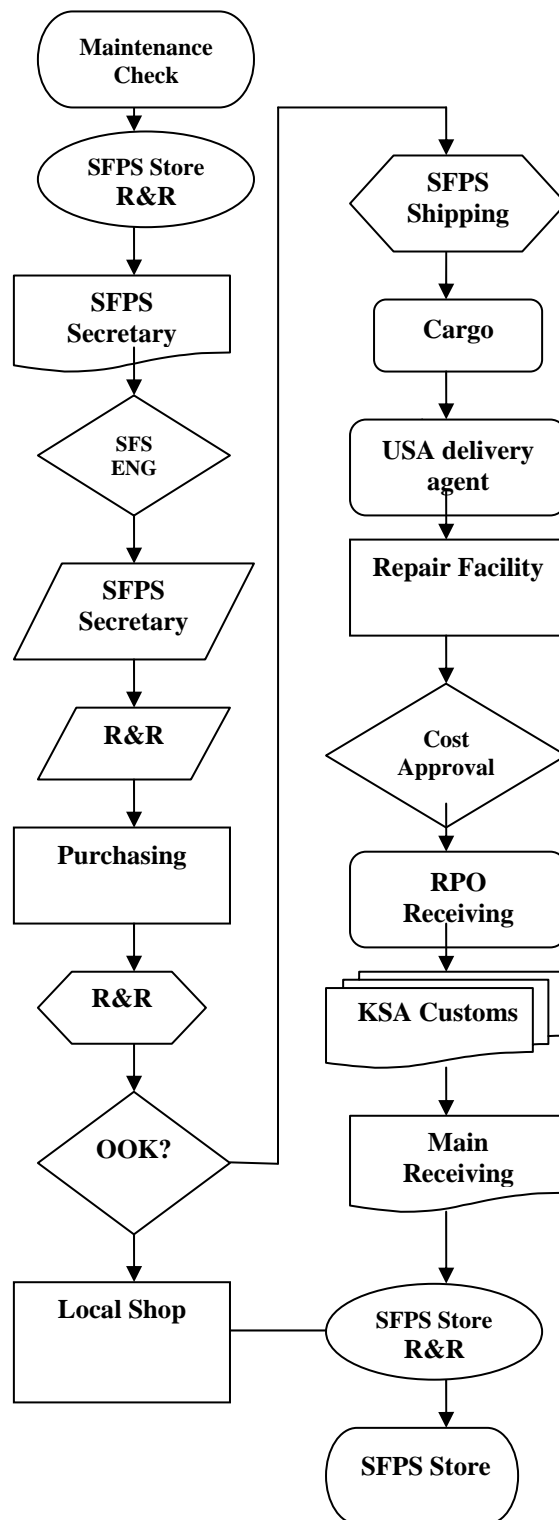 Maintenance
Check
SFPS Store
R&R
SFPS
Secretary
SFS
ENG
SFPS
Secretary
R&R
Purchasing
R&R
OOK?
Local Shop
SFPS
Shipping
Cargo
USA delivery
agent
Repair Facility
Cost
Approval
RPO
Receiving
KSA Customs
Main
Receiving
SFPS Store
R&R
SFPS Store